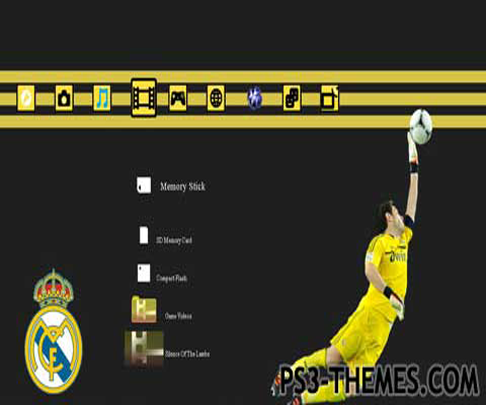 Memory Stick
SD Memory Card
Compact Flash
Game Videos
Silence Of The Lambs
PS3-THEMES.COM